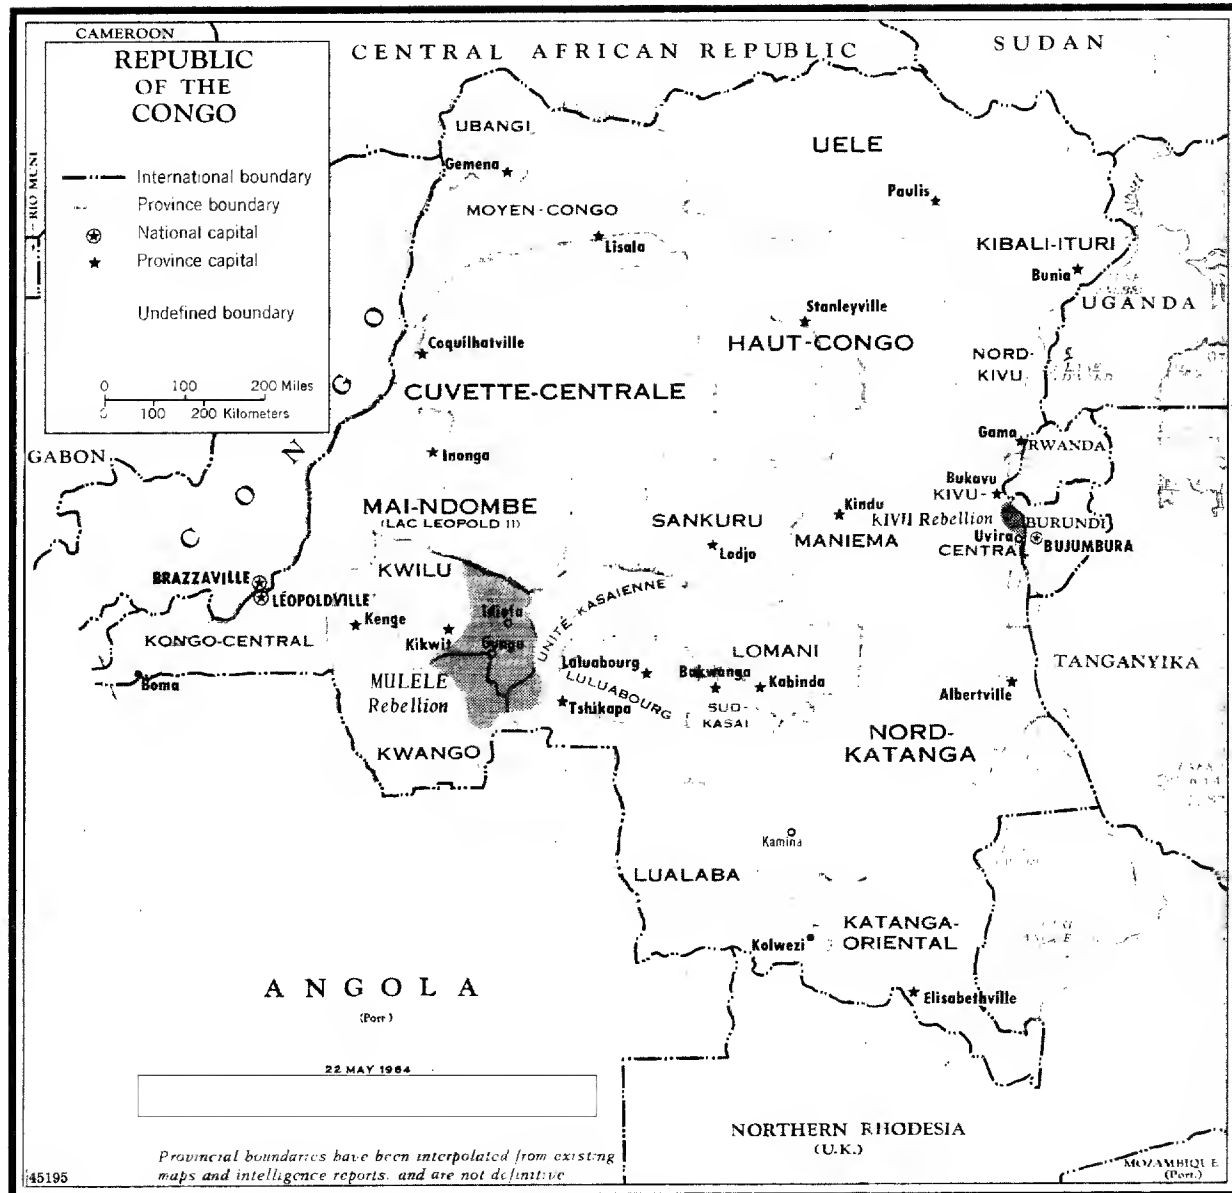 CAMEROON
REPUBLIC
OF THE
CONGO
International boundary
Province boundary
National capital
Province capital
Undefined boundary
0 100 200 Miles
0 100 200 Kilometers
RIO MUNI
CENTRAL AFRICAN REPUBLIC
SUDAN
UBANGI
Gemena
UELE
Paulis
MOYEN-CONGO
Lisala
KIBALI-ITURI
Bunia
UGANDA
Stanleyville
HAUT-CONGO
NORD-
KIVU
Coquilhatville
CUVETTE-CENTRALE
CONGO
GABON
Inonga
Goma
RWANDA
Bukavu
KIVU-
MAI-NDOMBE
(LAC LEOPOLD II)
SANKURU
Kindu
KIVU Rebellion
MANIEMA
BURUNDI
Uvira
CENTRAL
BUJUMBURA
Lodja
KWILU
BRAZZAVILLE
LÉOPOLDVILLE
Idiofa
UNITÉ KASAIENNE
Kenge
KONGO-CENTRAL
Kikwit
Gungu
LOMANI
TANGANYIKA
Boma
MULELE
Rebellion
Luluabourg
LULUABOURG
Bakwanga
Kabinda
Albertville
Tshikapa
SUD-
KASAI
KWANGO
NORD-
KATANGA
Kamina
LUALABA
KATANGA-
ORIENTAL
Kolwezi
ANGOLA
(Port.)
Elisabethville
22 MAY 1964
NORTHERN RHODESIA
(U.K.)
Provincial boundaries have been interpolated from existing
maps and intelligence reports, and are not definitive
45195
MOZAMBIQUE
(Port.)